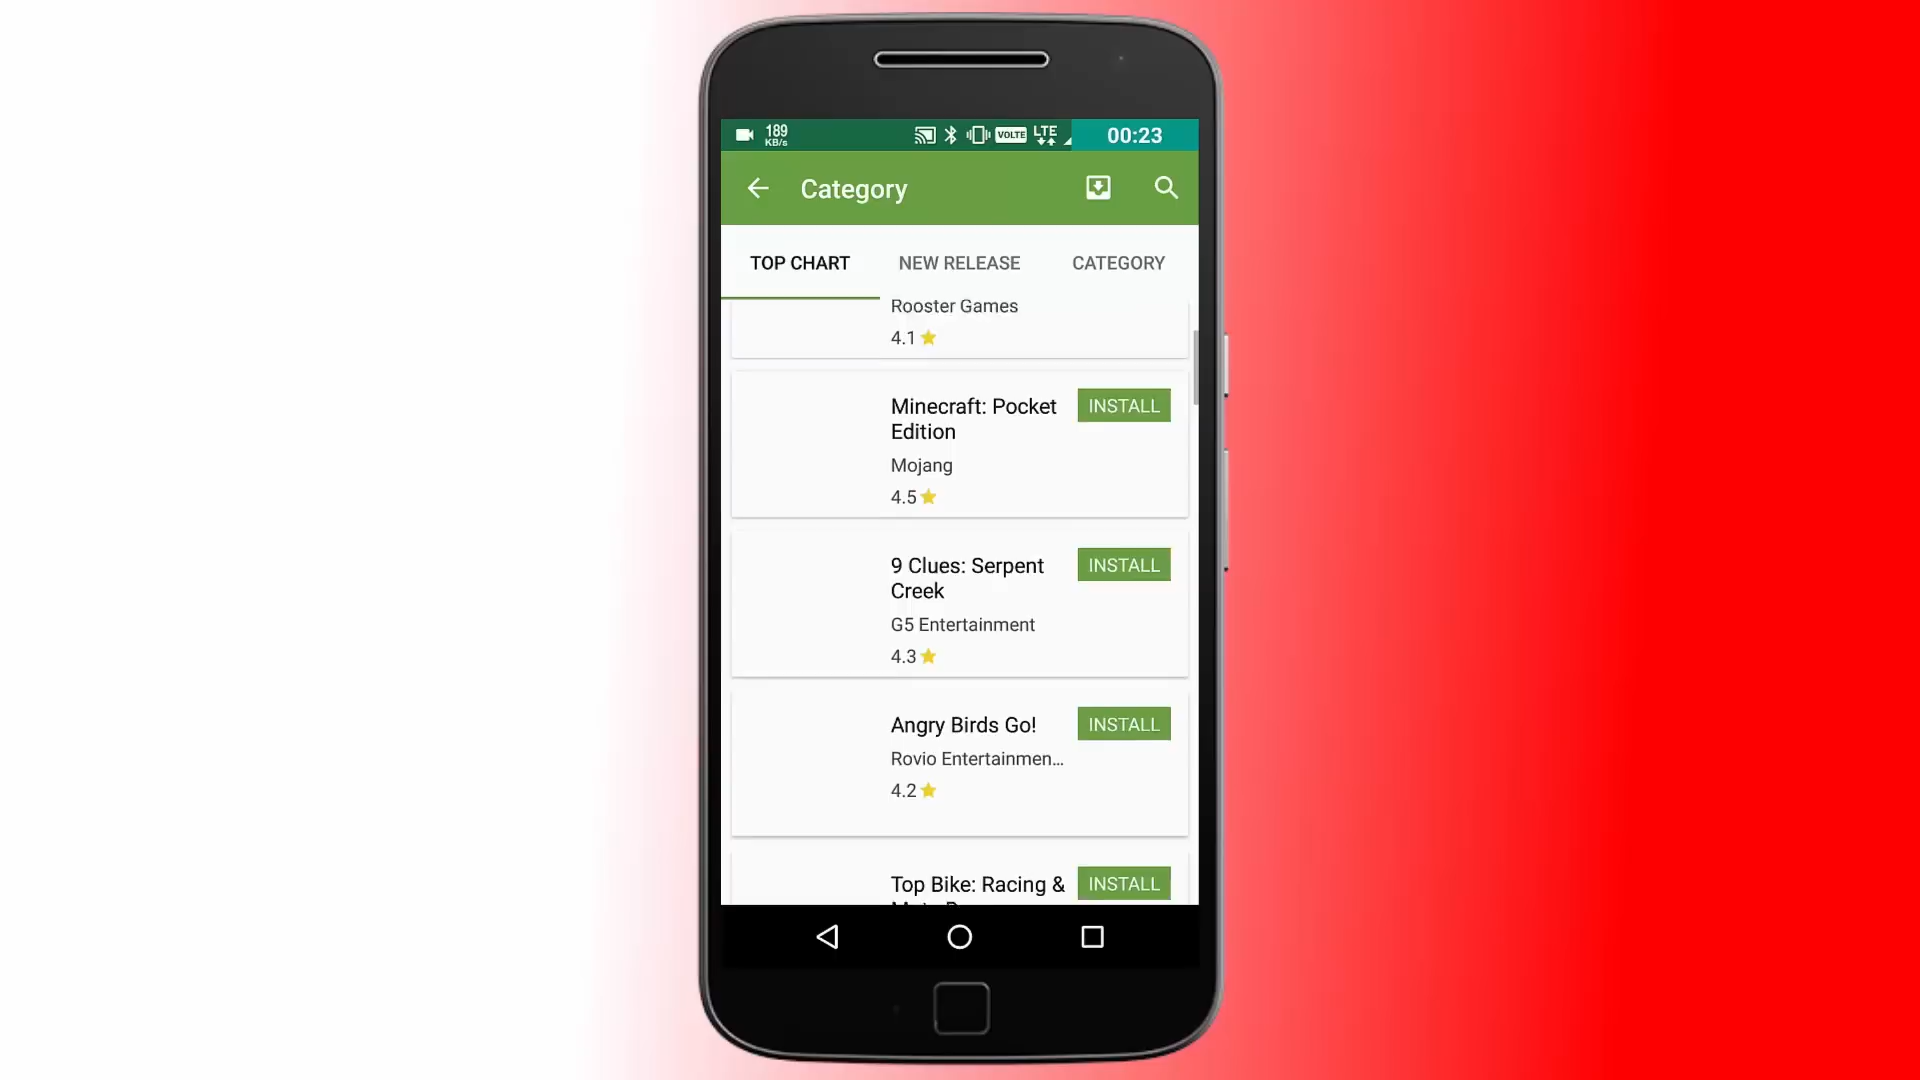 189
KB/s
VOLTE
LTE
00:23
Category
TOP CHART
NEW RELEASE
CATEGORY
Rooster Games
4.1
Minecraft: Pocket
Edition
INSTALL
Mojang
4.5
9 Clues: Serpent
Creek
INSTALL
G5 Entertainment
4.3
Angry Birds Go!
INSTALL
Rovio Entertainmen...
4.2
Top Bike: Racing &
INSTALL